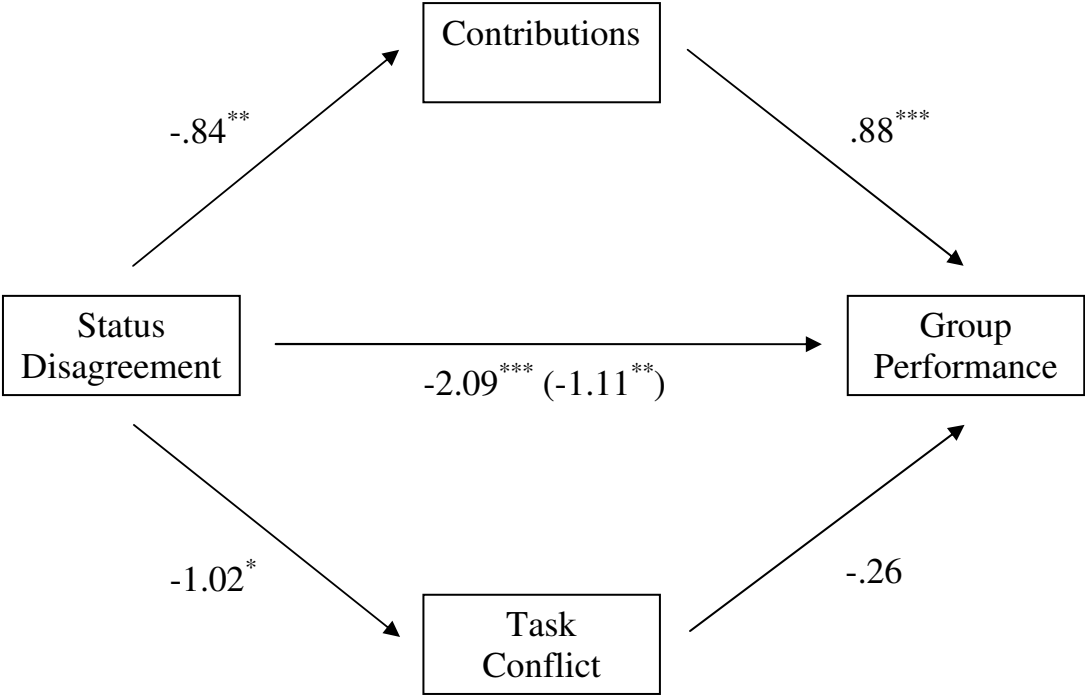 Contributions
-.84**
.88***
Status
Disagreement
Group
Performance
-2.09*** (-1.11**)
-1.02*
-.26
Task
Conflict